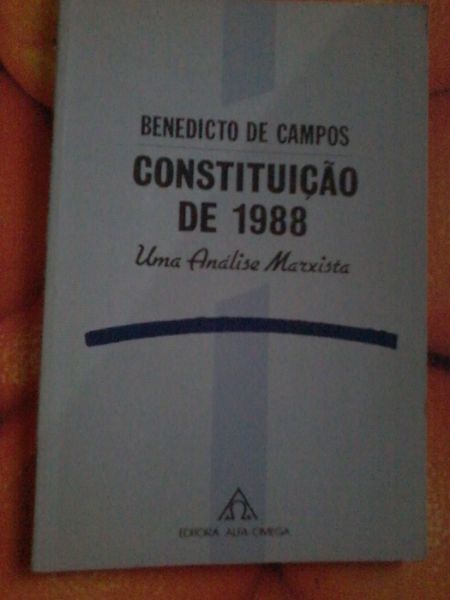 BENEDICTO DE CAMPOS
CONSTITUIÇÃO
DE 1988
Uma Análise Marxista
EDITORA ALFA-OMEGA